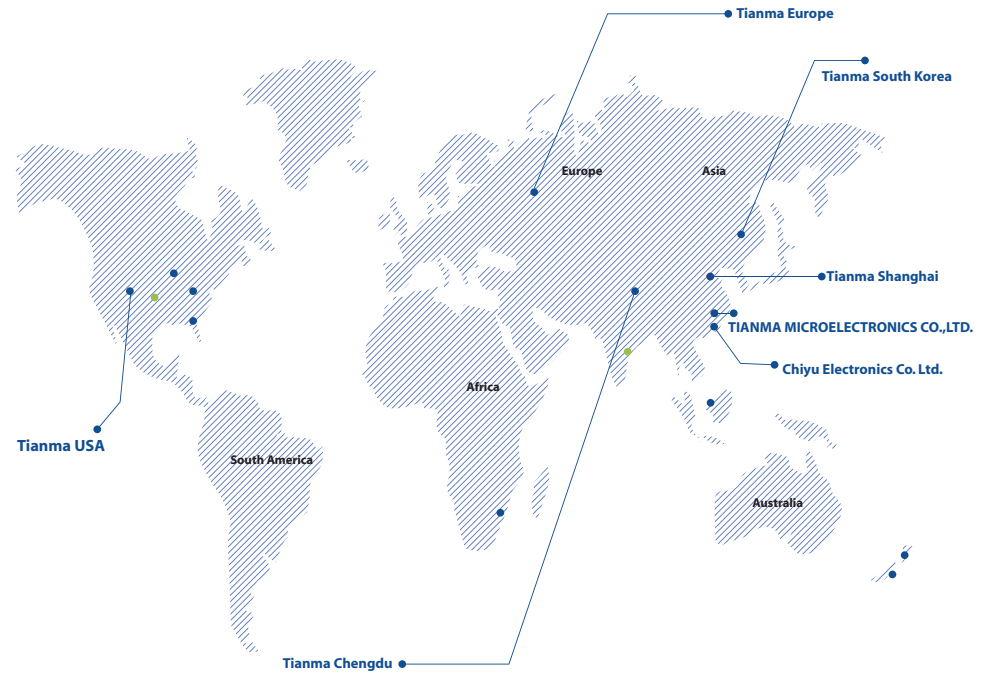 Tianma Europe
Tianma South Korea
Europe
Asia
Tianma Shanghai
TIANMA MICROELECTRONICS CO.,LTD.
Chiyu Electronics Co. Ltd.
Africa
Tianma USA
South America
Australia
Tianma Chengdu